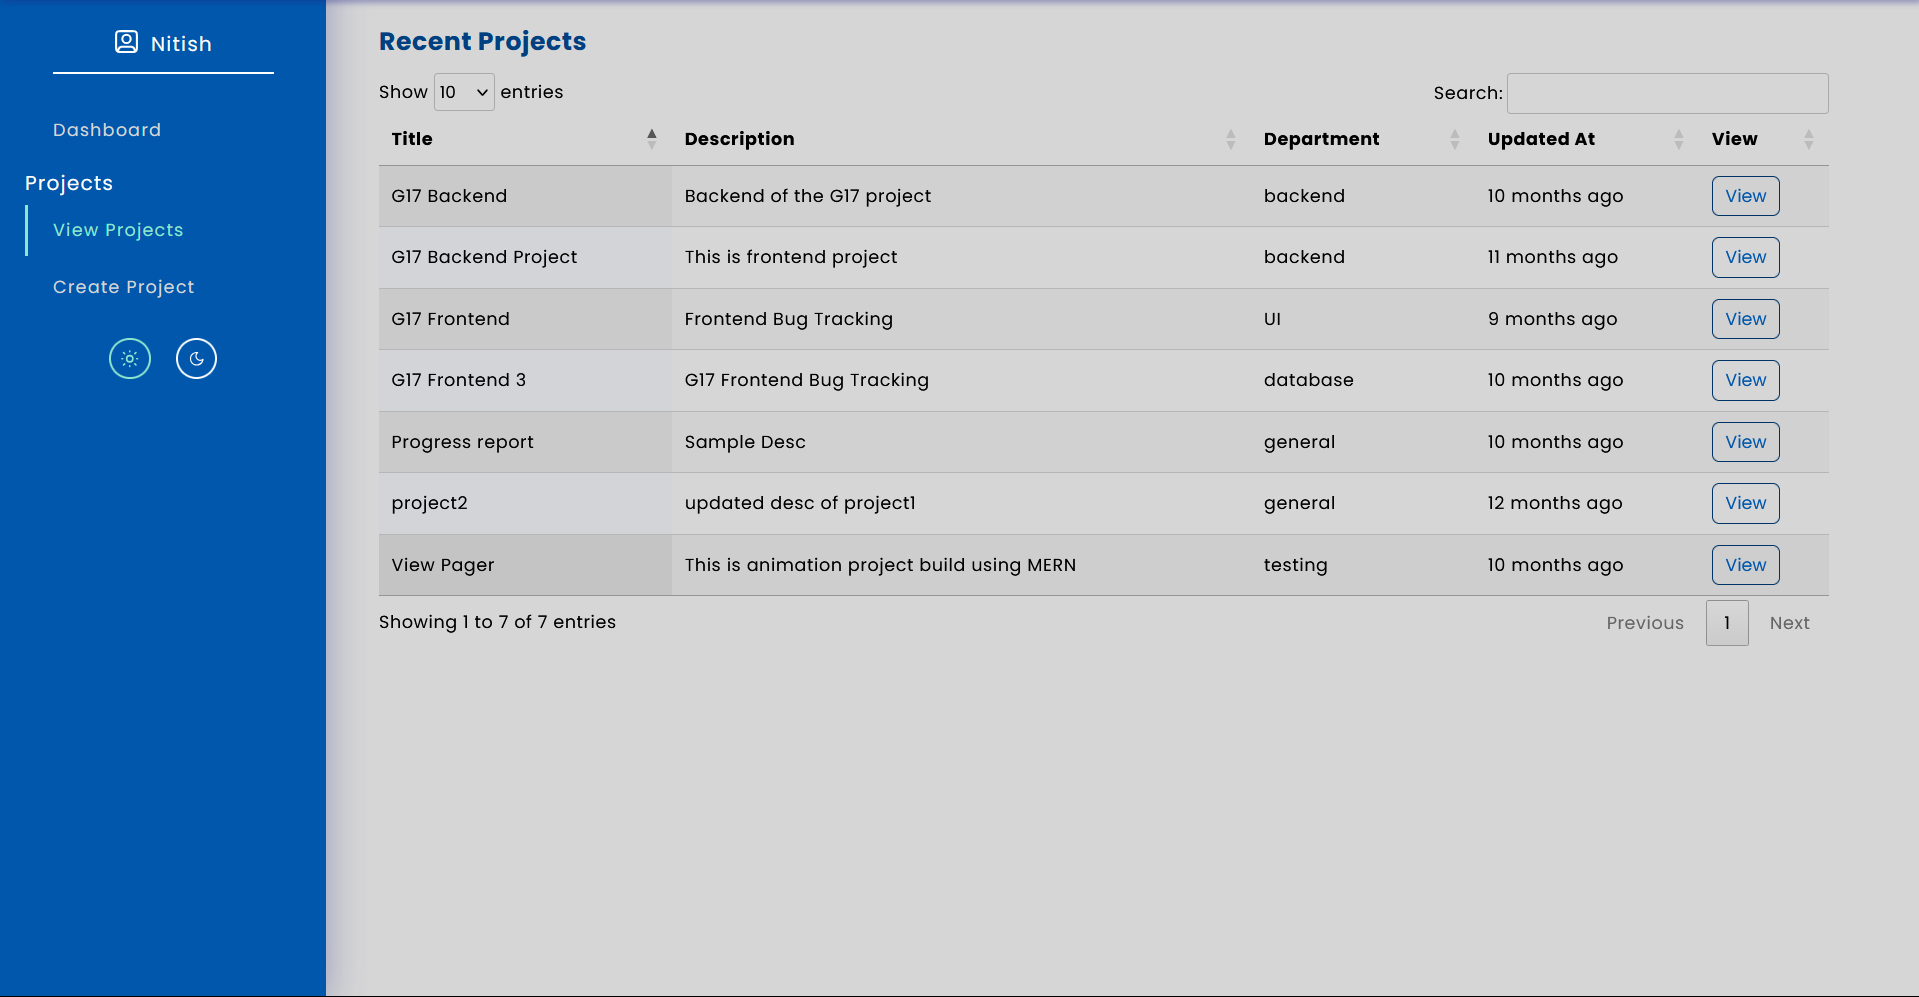 Nitish
Dashboard
Projects
View Projects
Create Project
Recent Projects
Show 10 entries
Search:
Title Description Department Updated At View
G17 Backend Backend of the G17 project backend 10 months ago View
G17 Backend Project This is frontend project backend 11 months ago View
G17 Frontend Frontend Bug Tracking UI 9 months ago View
G17 Frontend 3 G17 Frontend Bug Tracking database 10 months ago View
Progress report Sample Desc general 10 months ago View
project2 updated desc of project1 general 12 months ago View
View Pager This is animation project build using MERN testing 10 months ago View
Showing 1 to 7 of 7 entries
Previous 1 Next